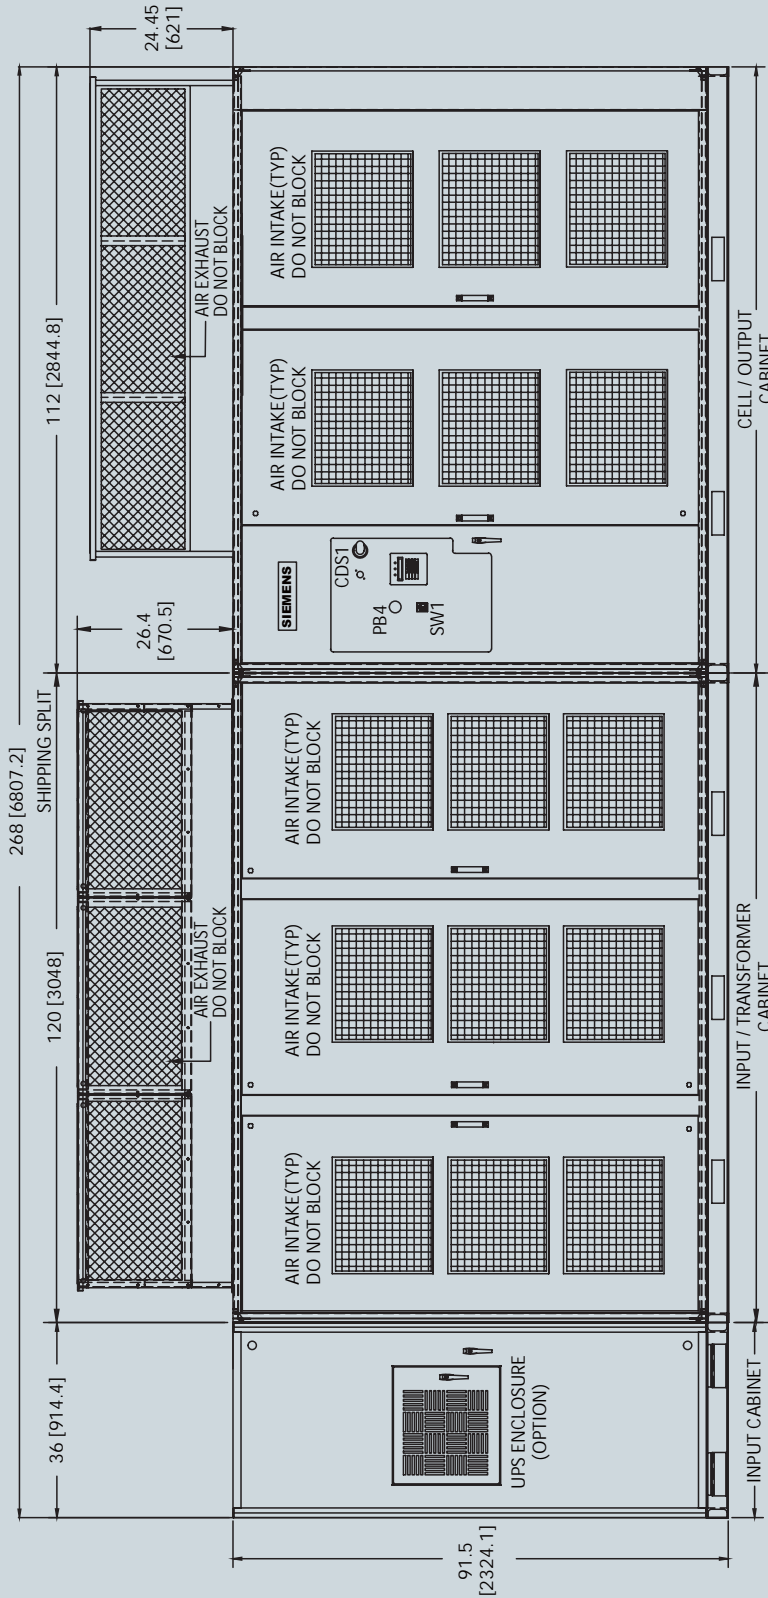 268 [6807.2]
36 [914.4]
120 [3048]
SHIPPING SPLIT
112 [2844.8]
26.4
[670.5]
24.45
[621]
91.5
[2324.1]
AIR EXHAUST
DO NOT BLOCK
AIR EXHAUST
DO NOT BLOCK
UPS ENCLOSURE
(OPTION)
AIR INTAKE(TYP)
DO NOT BLOCK
AIR INTAKE(TYP)
DO NOT BLOCK
AIR INTAKE(TYP)
DO NOT BLOCK
SIEMENS
CDS1
PB4
SW1
AIR INTAKE(TYP)
DO NOT BLOCK
AIR INTAKE(TYP)
DO NOT BLOCK
INPUT CABINET
INPUT / TRANSFORMER
CABINET
CELL / OUTPUT
CABINET